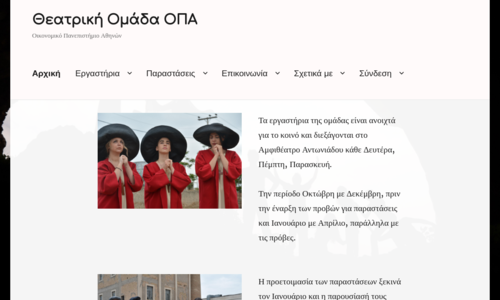 Θεατρική Ομάδα ΟΠΑ
Οικονομικό Πανεπιστήμιο Αθηνών
Αρχική Εργαστήρια Παραστάσεις Επικοινωνία Σχετικά με Σύνδεση
Τα εργαστήρια της ομάδας είναι ανοιχτά
για το κοινό και διεξάγονται στο
Αμφιθέατρο Αντωνιάδου κάθε Δευτέρα,
Πέμπτη, Παρασκευή.
Την περίοδο Οκτώβρη με Δεκέμβρη, πριν
την έναρξη των προβών για παραστάσεις
και Ιανουάριο με Απρίλιο, παράλληλα με
τις πρόβες.
Η προετοιμασία των παραστάσεων ξεκινά
τον Ιανουάριο και η παρουσίασή τους